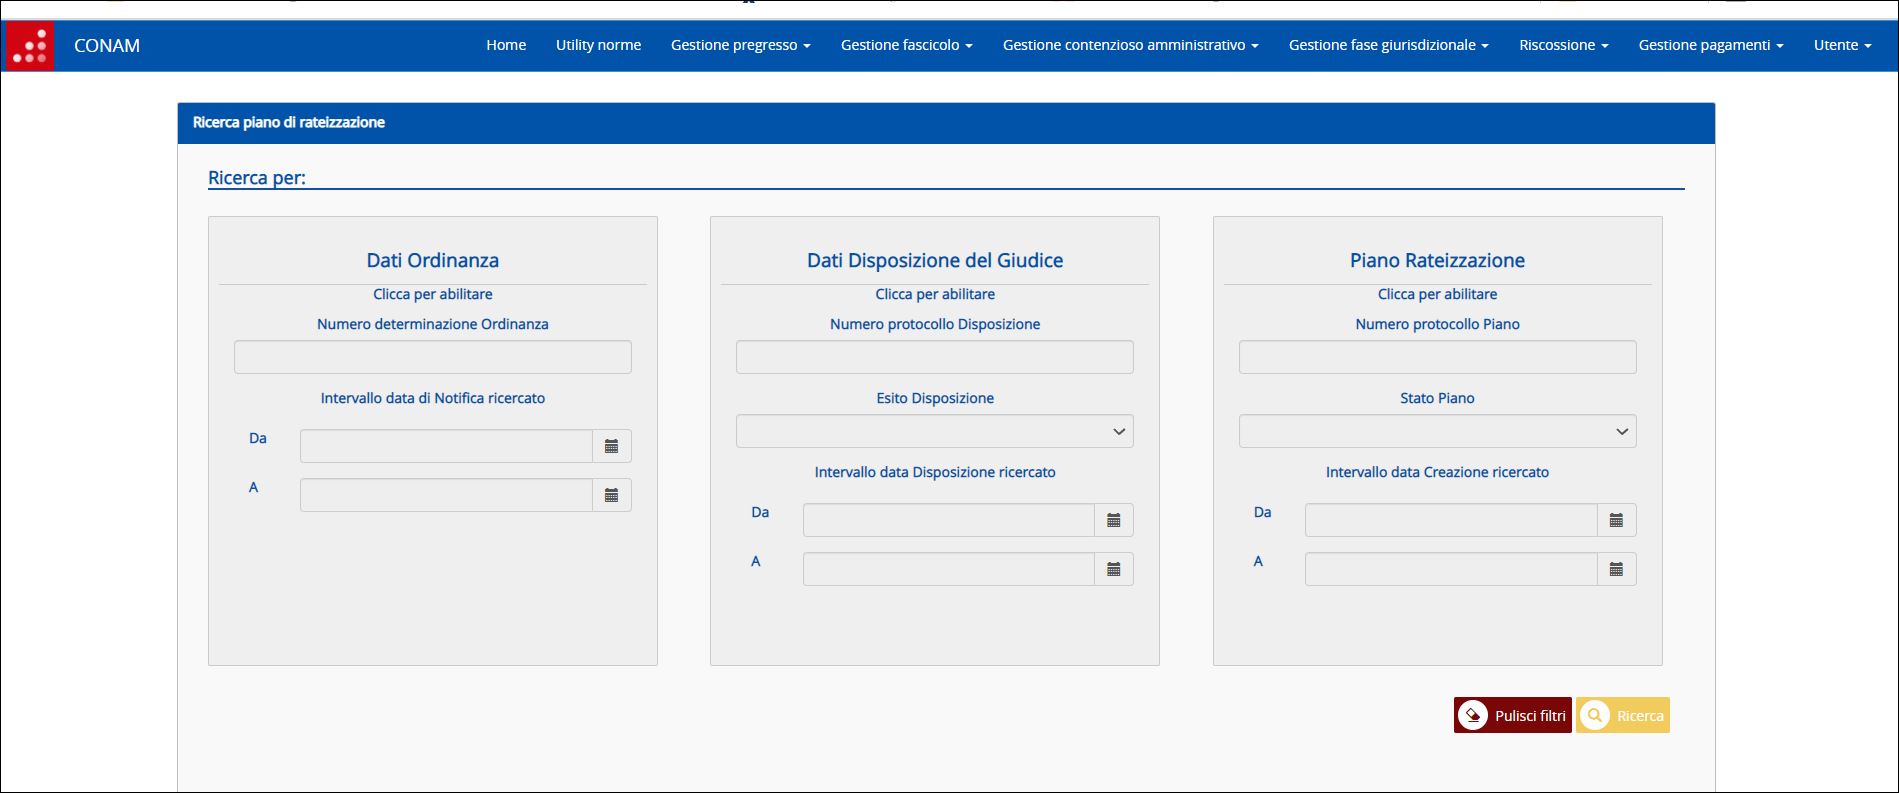 CONAM
Home Utility norme Gestione pregresso Gestione fascicolo Gestione contenzioso amministrativo Gestione fase giurisdizionale Riscossione Gestione pagamenti Utente
Ricerca piano di rateizzazione
Ricerca per:
Dati Ordinanza
Clicca per abilitare
Numero determinazione Ordinanza
Intervallo data di Notifica ricercato
Da
A
Dati Disposizione del Giudice
Clicca per abilitare
Numero protocollo Disposizione
Esito Disposizione
Intervallo data Disposizione ricercato
Da
A
Piano Rateizzazione
Clicca per abilitare
Numero protocollo Piano
Stato Piano
Intervallo data Creazione ricercato
Da
A
Pulisci filtri
Ricerca